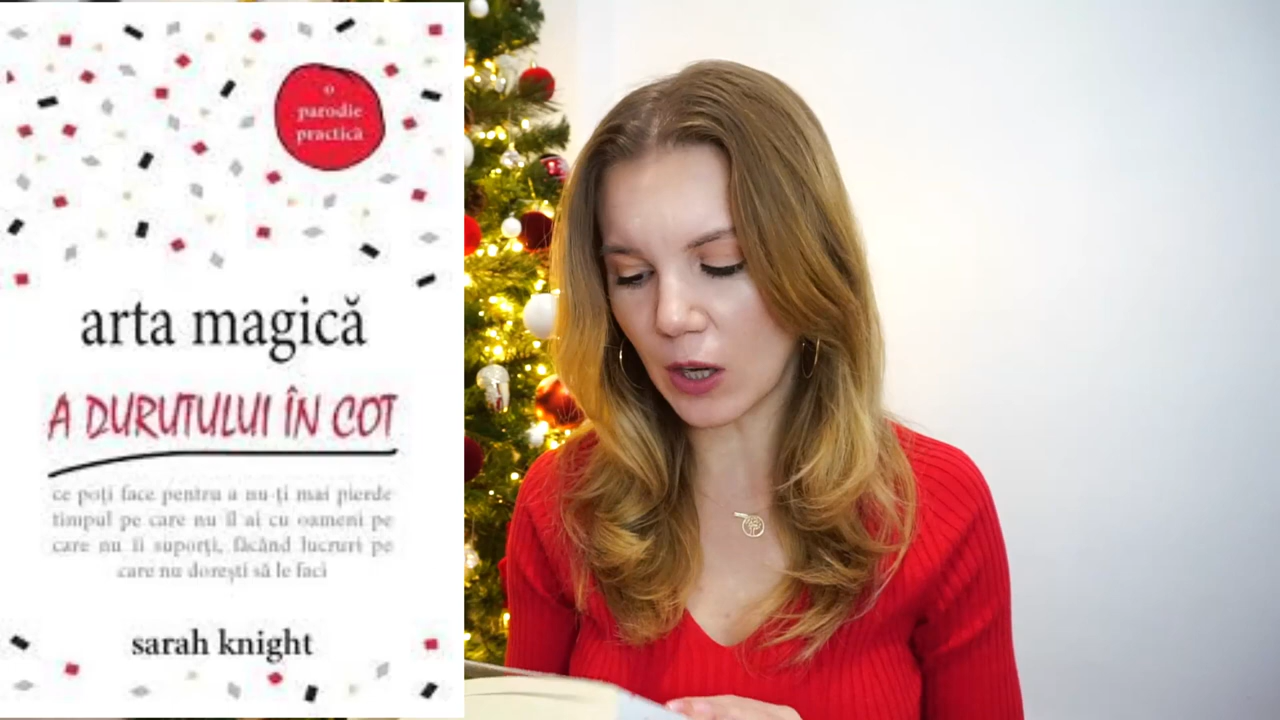 o
parodie
practică
arta magică
A DURUTULUI ÎN COT
ce poți face pentru a nu-ți mai pierde
timpul pe care nu îl ai cu oameni pe
care nu îi suporți, făcând lucruri pe
care nu dorești să le faci
sarah knight